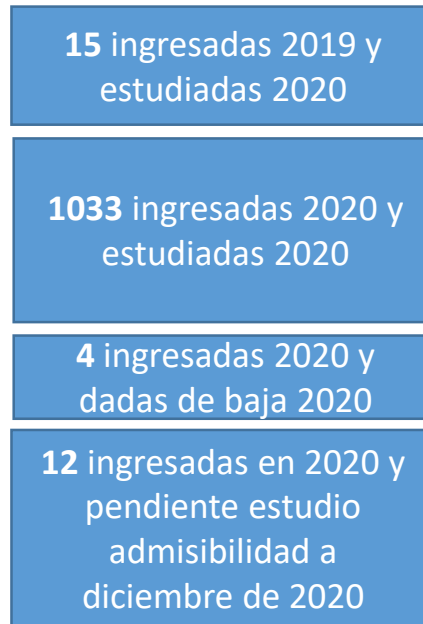 15 ingresadas 2019 y
estudiadas 2020
1033 ingresadas 2020 y
estudiadas 2020
4 ingresadas 2020 y
dadas de baja 2020
12 ingresadas en 2020 y
pendiente estudio
admisibilidad a
diciembre de 2020